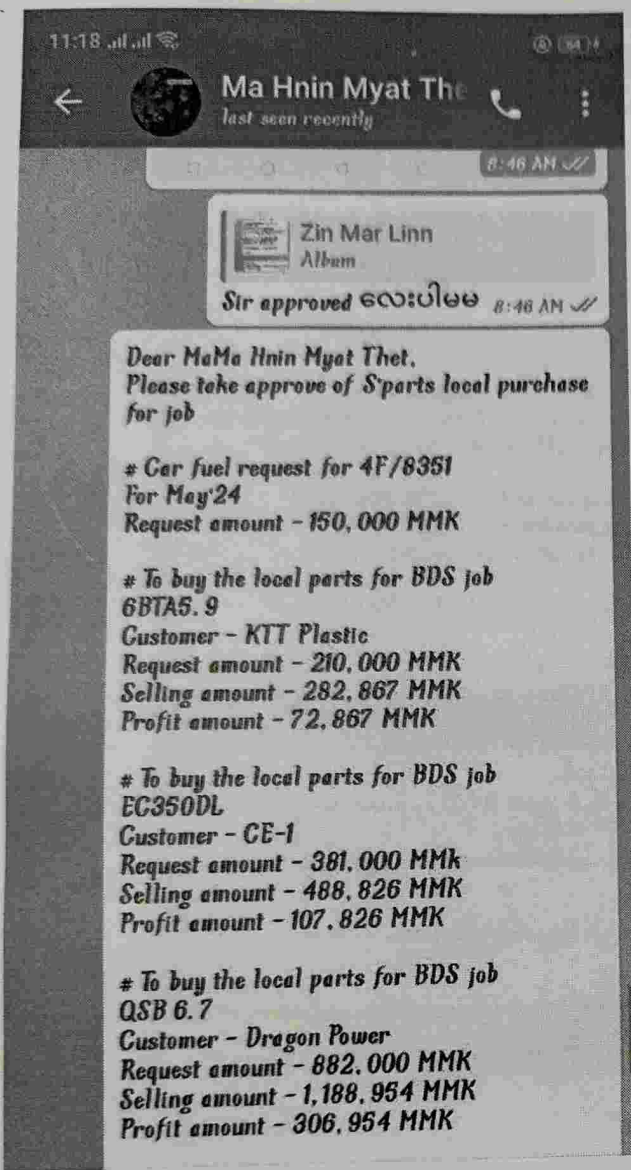 11:18
Ma Hnin Myat The
last seen recently
8:46 AM
Zin Mar Linn
Album
Sir approved လေးပါမမ 8:46 AM
Dear MaMa Hnin Myat Thet,
Please take approve of S'parts local purchase
for job
# Car fuel request for 4F/8351
For May'24
Request amount - 150,000 MMK
# To buy the local parts for BDS job
6BTA5.9
Customer - KTT Plastic
Request amount - 210,000 MMK
Selling amount - 282,867 MMK
Profit amount - 72,867 MMK
# To buy the local parts for BDS job
EC350DL
Customer - CE-1
Request amount - 381,000 MMk
Selling amount - 488,826 MMK
Profit amount - 107,826 MMK
# To buy the local parts for BDS job
QSB 6.7
Customer - Dragon Power
Request amount - 882,000 MMK
Selling amount - 1,188,954 MMK
Profit amount - 306,954 MMK